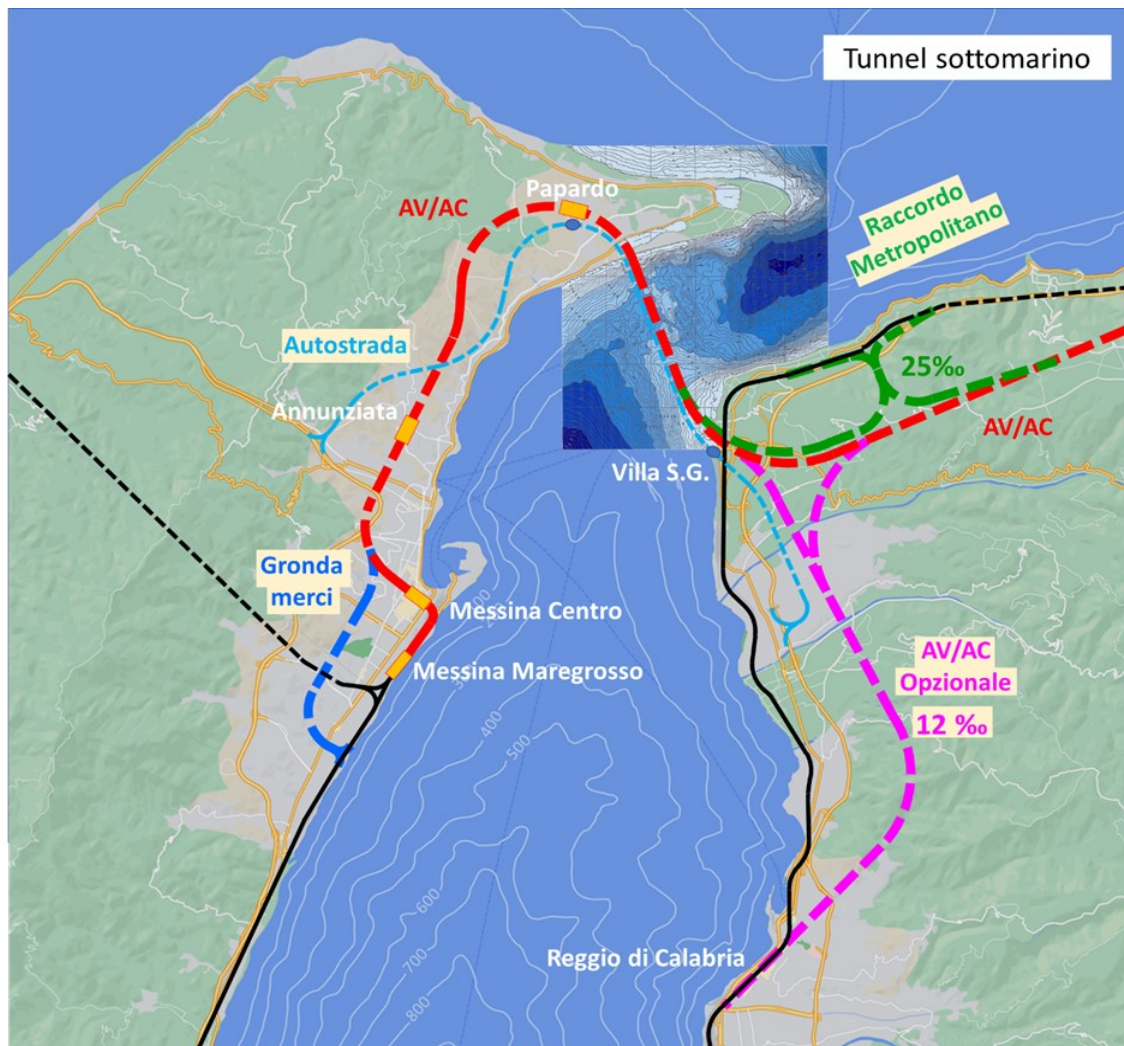 Tunnel sottomarino
Papardo
AV/AC
Raccordo
Metropolitano
Autostrada
25‰
Annunziata
AV/AC
Villa S.G.
Gronda
merci
Messina Centro
Messina Maregrosso
AV/AC
Opzionale
12 ‰
300
400
500
600
700
800
Reggio di Calabria